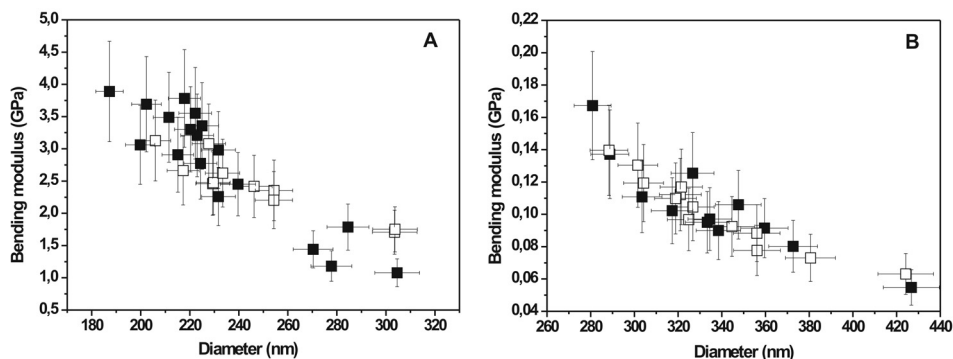 A
Bending modulus (GPa)
5,0
4,5
4,0
3,5
3,0
2,5
2,0
1,5
1,0
0,5
180 200 220 240 260 280 300 320
Diameter (nm)
B
Bending modulus (GPa)
0,22
0,20
0,18
0,16
0,14
0,12
0,10
0,08
0,06
0,04
260 280 300 320 340 360 380 400 420 440
Diameter (nm)